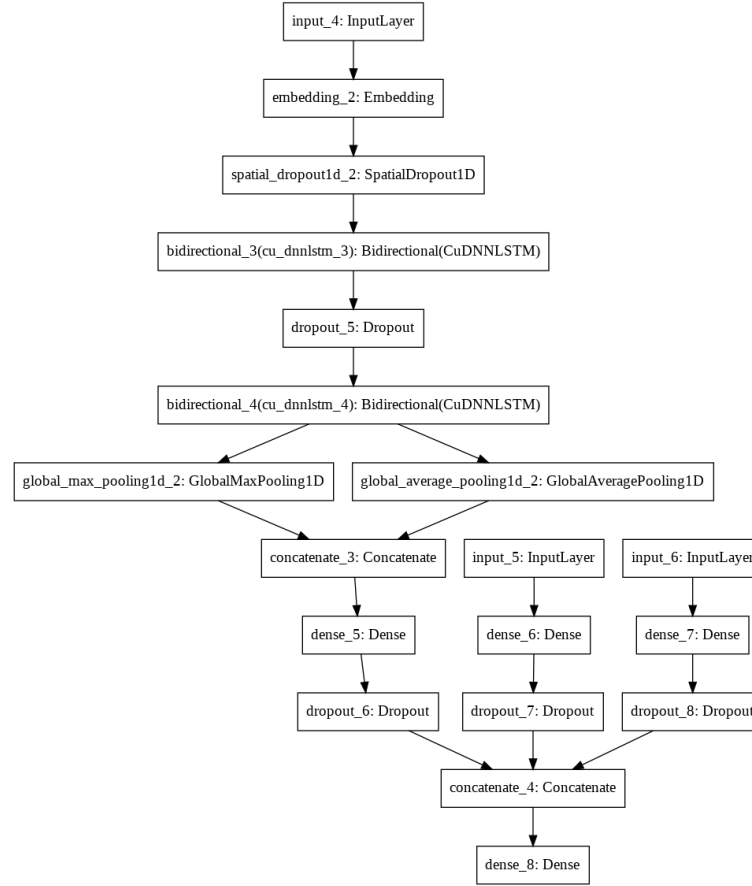 input_4: InputLayer
embedding_2: Embedding
spatial_dropout1d_2: SpatialDropout1D
bidirectional_3(cu_dnnlstm_3): Bidirectional(CuDNNLSTM)
dropout_5: Dropout
bidirectional_4(cu_dnnlstm_4): Bidirectional(CuDNNLSTM)
global_max_pooling1d_2: GlobalMaxPooling1D
global_average_pooling1d_2: GlobalAveragePooling1D
concatenate_3: Concatenate
input_5: InputLayer
input_6: InputLayer
dense_5: Dense
dense_6: Dense
dense_7: Dense
dropout_6: Dropout
dropout_7: Dropout
dropout_8: Dropout
concatenate_4: Concatenate
dense_8: Dense